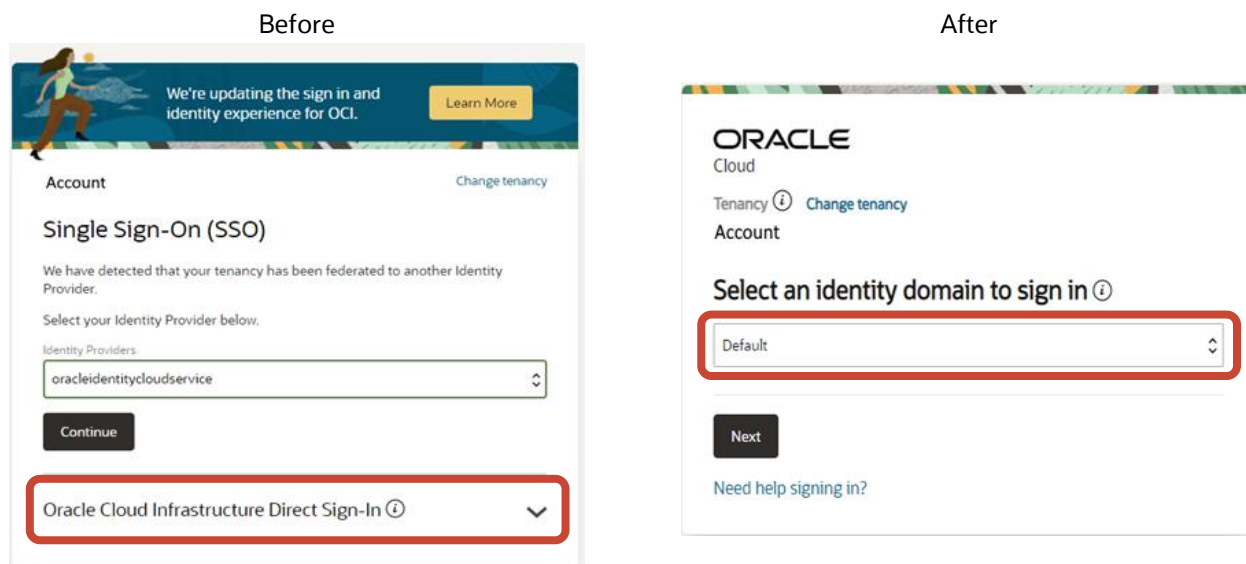 Before
We're updating the sign in and
identity experience for OCI.
Learn More
Account
Change tenancy
Single Sign-On (SSO)
We have detected that your tenancy has been federated to another Identity
Provider.
Select your Identity Provider below.
Identity Providers
oracleidentitycloudservice
Continue
Oracle Cloud Infrastructure Direct Sign-In
After
ORACLE
Cloud
Tenancy Change tenancy
Account
Select an identity domain to sign in
Default
Next
Need help signing in?